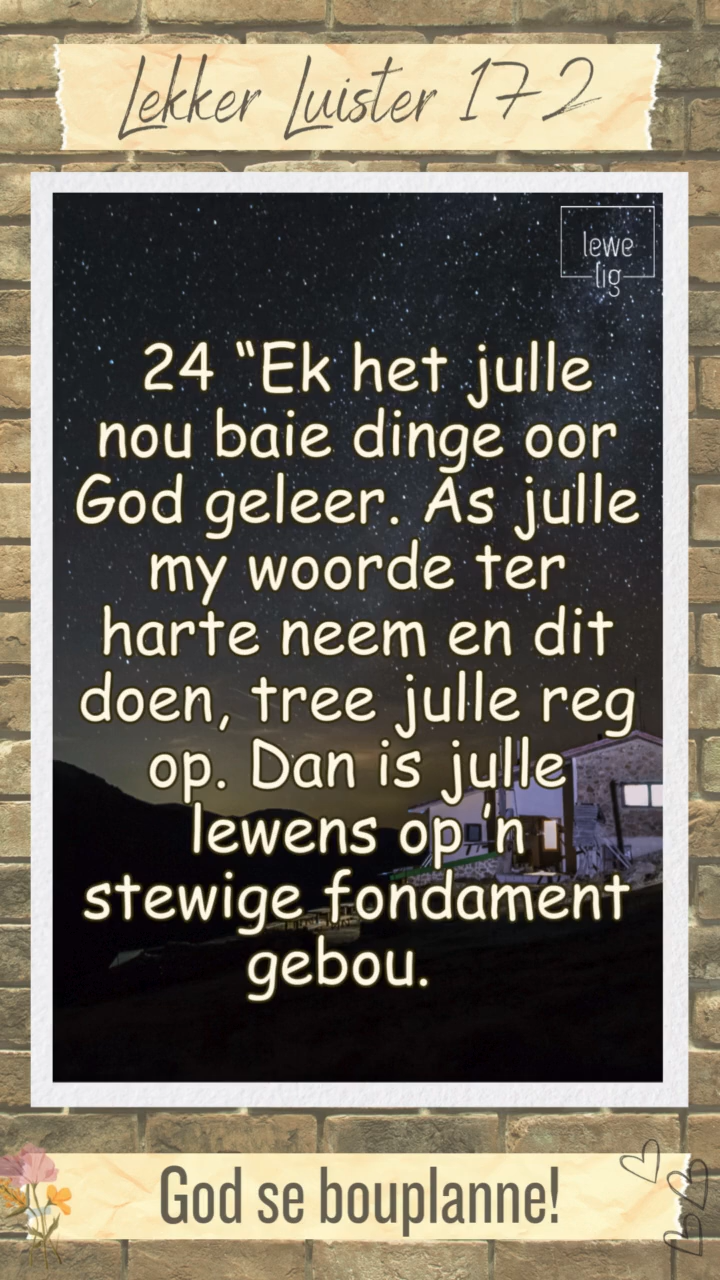 Lekker Luister 172
lewe
lig
24 “Ek het julle
nou baie dinge oor
God geleer. As julle
my woorde ter
harte neem en dit
doen, tree julle reg
op. Dan is julle
lewens op ’n
stewige fondament
gebou.
God se bouplanne!